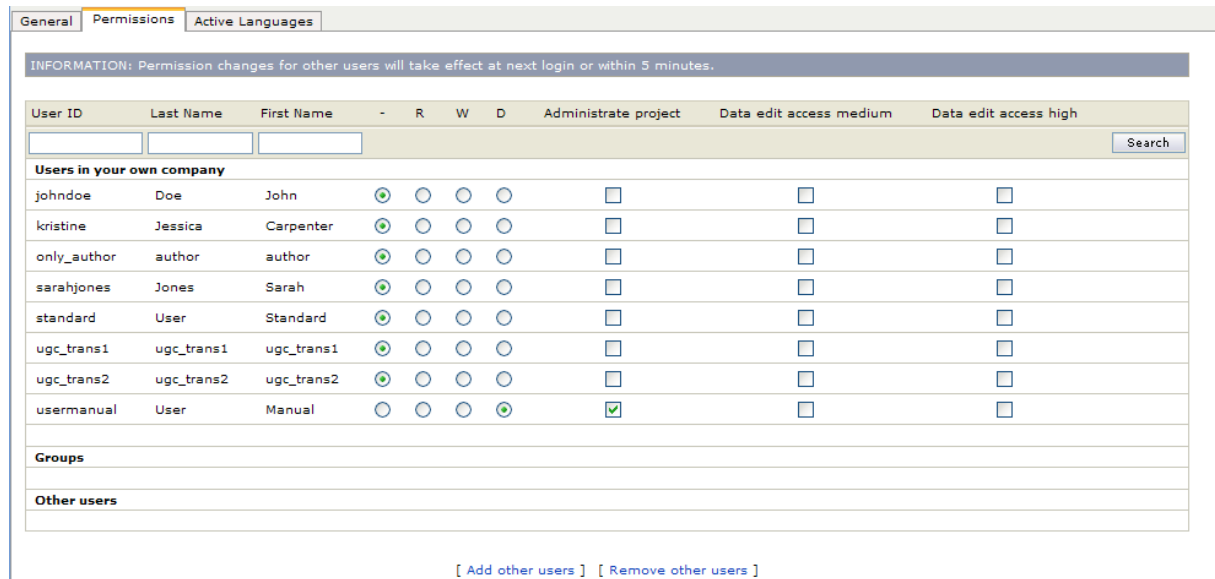 General Permissions Active Languages
INFORMATION: Permission changes for other users will take effect at next login or within 5 minutes.
User ID Last Name First Name - R W D Administrate project Data edit access medium Data edit access high
Search
Users in your own company
johndoe Doe John
kristine Jessica Carpenter
only_author author author
sarahjones Jones Sarah
standard User Standard
ugc_trans1 ugc_trans1 ugc_trans1
ugc_trans2 ugc_trans2 ugc_trans2
usermanual User Manual
Groups
Other users
[ Add other users ] [ Remove other users ]